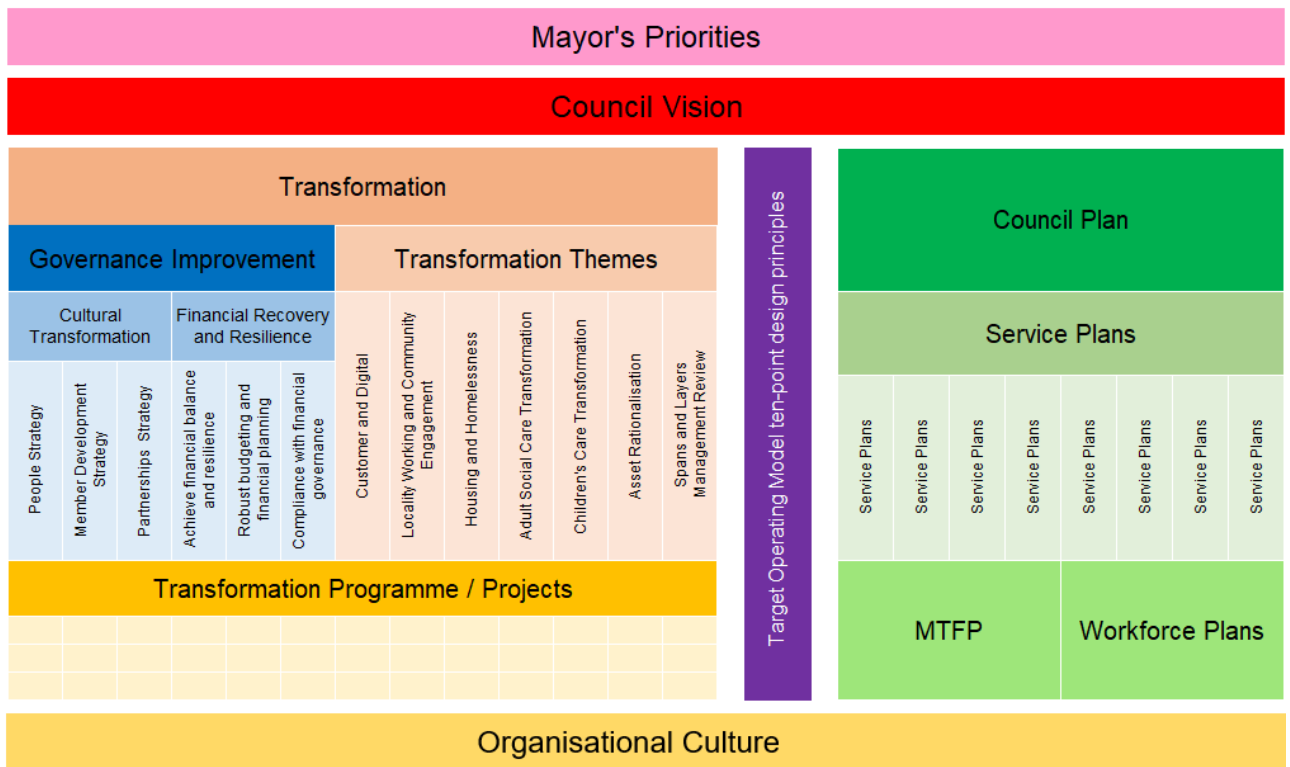 Mayor's Priorities
Council Vision
Transformation
Governance Improvement
Transformation Themes
Cultural
Transformation
Financial Recovery
and Resilience
People Strategy
Member Development
Strategy
Partnerships Strategy
Achieve financial balance
and resilience
Robust budgeting and
financial planning
Compliance with financial
governance
Customer and Digital
Locality Working and Community
Engagement
Housing and Homelessness
Adult Social Care Transformation
Children's Care Transformation
Asset Rationalisation
Spans and Layers
Management Review
Transformation Programme / Projects
Target Operating Model ten-point design principles
Council Plan
Service Plans
Service Plans
Service Plans
Service Plans
Service Plans
Service Plans
Service Plans
Service Plans
Service Plans
MTFP
Workforce Plans
Organisational Culture